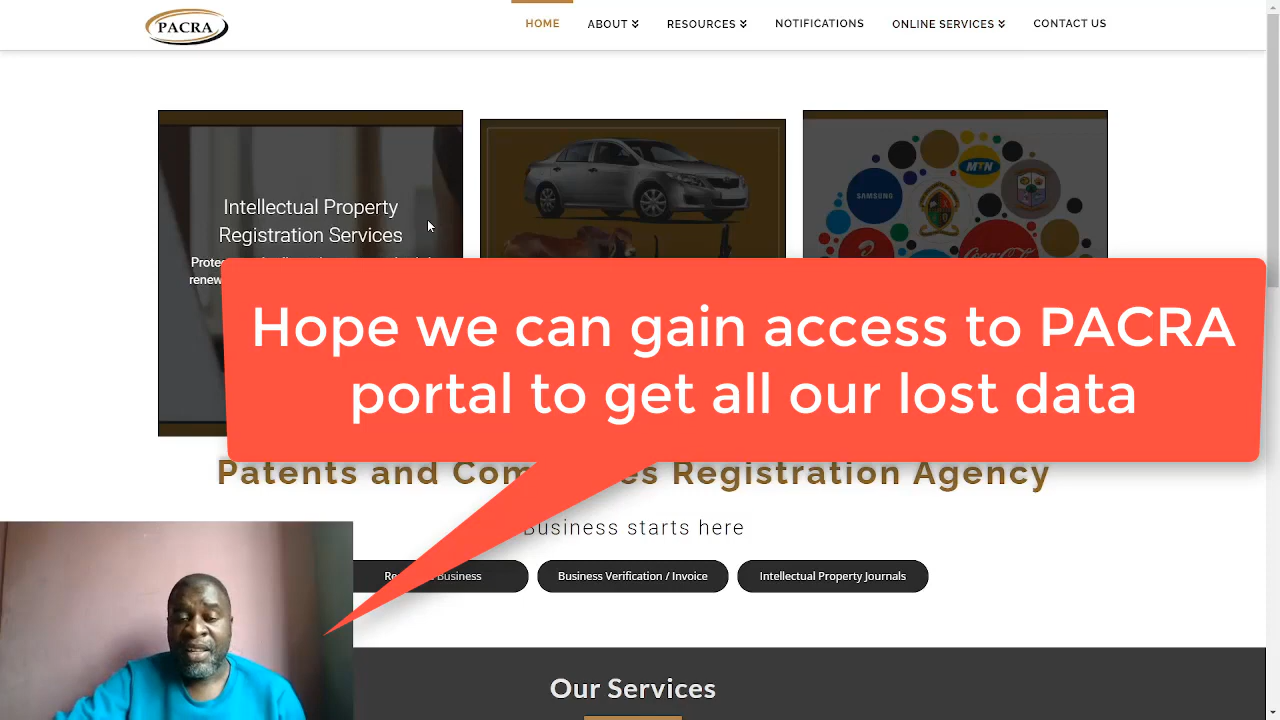 PACRA
HOME
ABOUT
RESOURCES
NOTIFICATIONS
ONLINE SERVICES
CONTACT US
Intellectual Property
Registration Services
MTN
SAMSUNG
Hope we can gain access to PACRA
portal to get all our lost data
Patents and Registration Agency
Business starts here
Business
Business Verification / Invoice
Intellectual Property Journals
Our Services